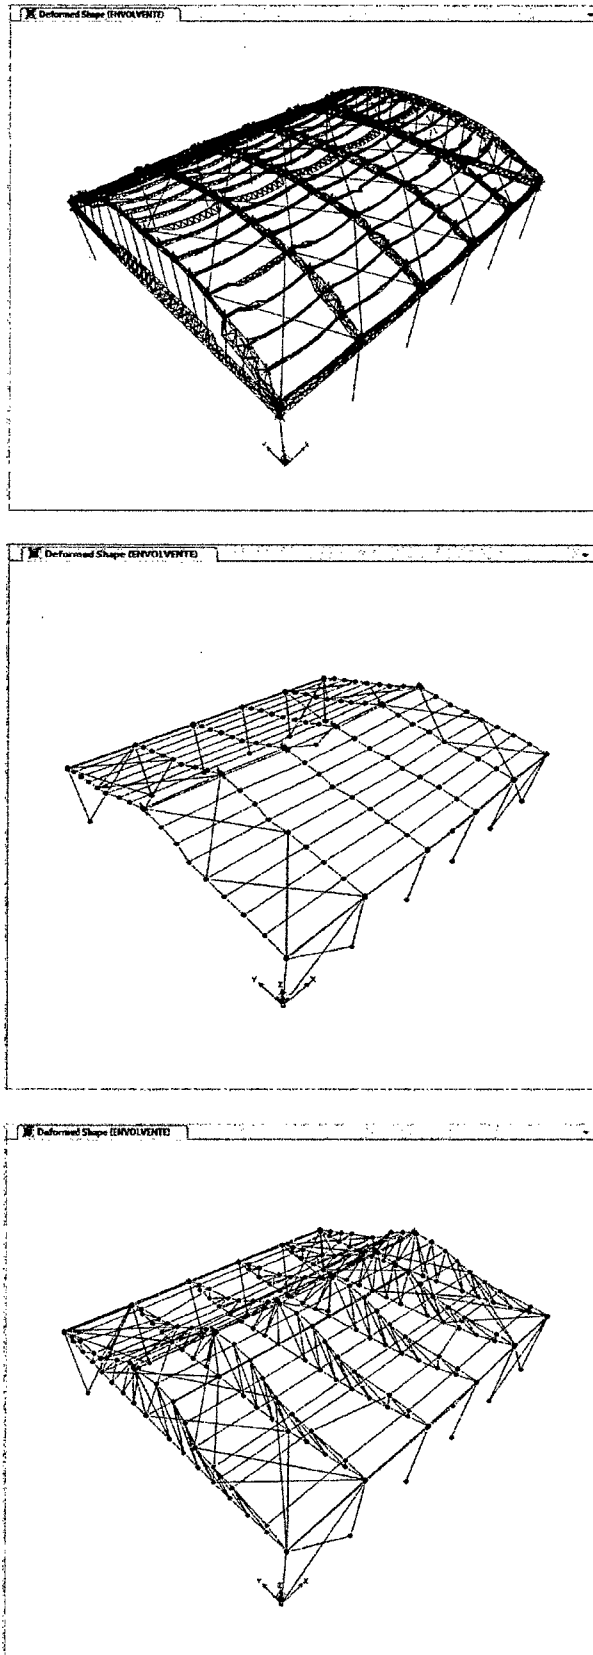 Deformed Shape (ENVOLVENTE)
Y X
Deformed Shape (ENVOLVENTE)
Y Z X
Deformed Shape (ENVOLVENTE)
Y Z X